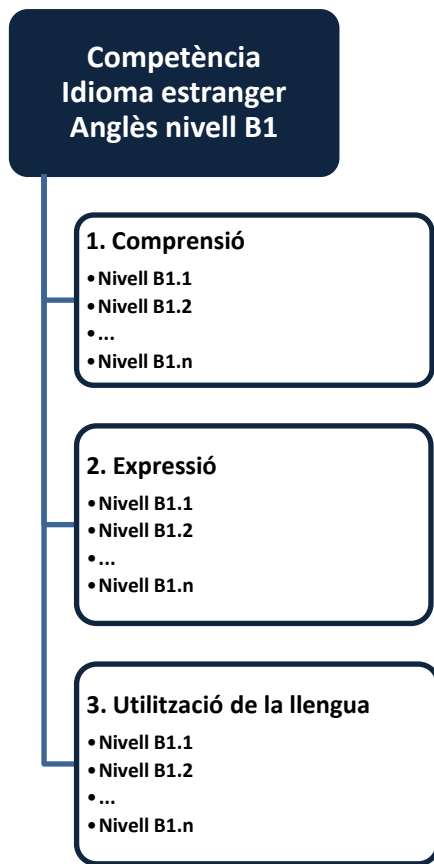 Competència
Idioma estranger
Anglès nivell B1
1. Comprensió
•Nivell B1.1
•Nivell B1.2
•...
•Nivell B1.n
2. Expressió
•Nivell B1.1
•Nivell B1.2
•...
•Nivell B1.n
3. Utilització de la llengua
•Nivell B1.1
•Nivell B1.2
•...
•Nivell B1.n